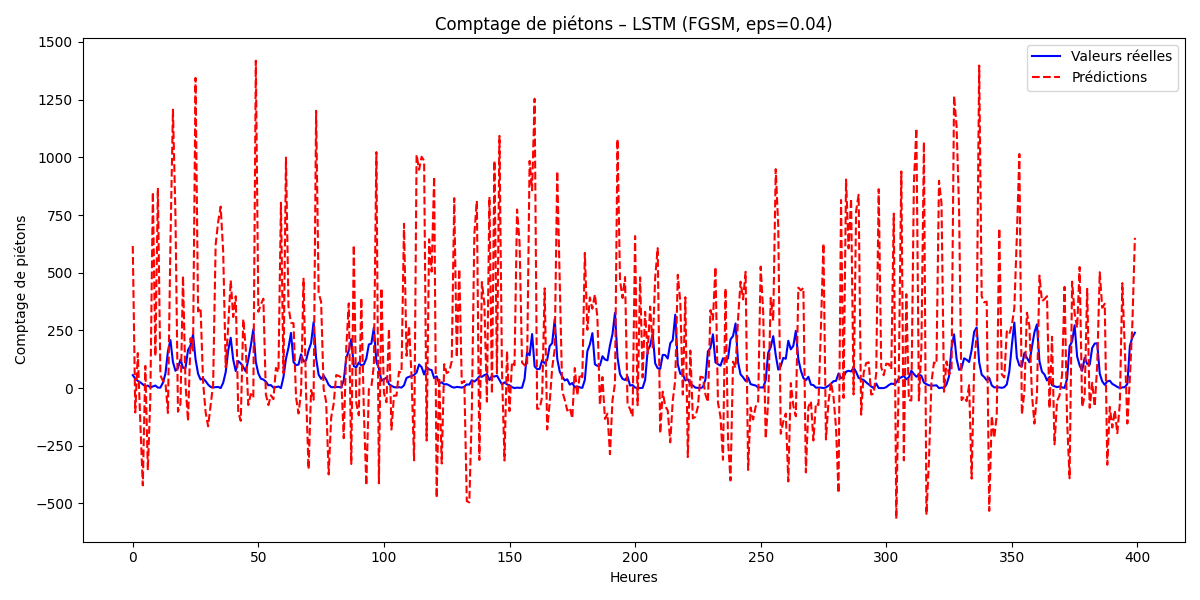 Comptage de piétons – LSTM (FGSM, eps=0.04)
Valeurs réelles
Prédictions
Comptage de piétons
1500
1250
1000
750
500
250
0
−250
−500
0 50 100 150 200 250 300 350 400
Heures